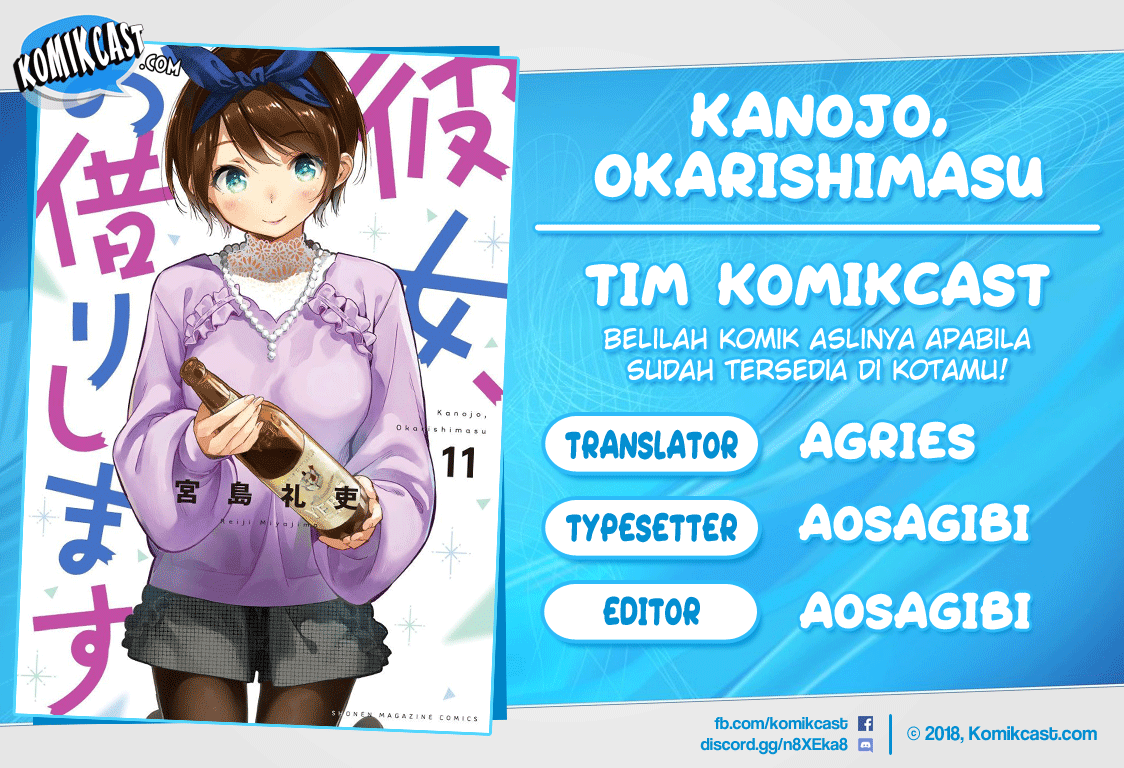 KOMIKCAST
.COM
彼女、
お借りします
Kanojo,
Okarishimasu
11
宮島礼吏
Reiji Miyajima
SHONEN MAGAZINE COMICS
KANOJO,
OKARISHIMASU
TIM KOMIKCAST
BELILAH KOMIK ASLINYA APABILA
SUDAH TERSEDIA DI KOTAMU!
TRANSLATOR AGRIES
TYPESETTER AOSAGIBI
EDITOR AOSAGIBI
fb.com/komikcast
discord.gg/n8XEka8
© 2018, Komikcast.com